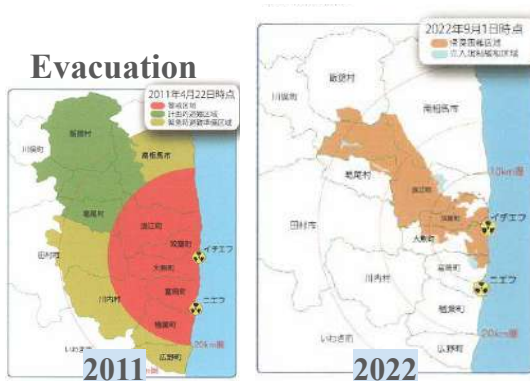 Evacuation
2011年4月22日時点
警戒区域
計画的避難区域
緊急時避難準備区域
飯舘村
川俣町
南相馬市
葛尾村
浪江町
双葉町
田村市
大熊町
イチエフ
川内村
富岡町
ニエフ
楢葉町
いわき市
広野町
20km圏
2011
2022年9月1日時点
帰還困難区域
立入規制緩和区域
飯舘村
川俣町
南相馬市
葛尾村
10km圏
浪江町
双葉町
田村市
大熊町
イチエフ
川内村
富岡町
ニエフ
楢葉町
いわき市
20km圏
広野町
2022